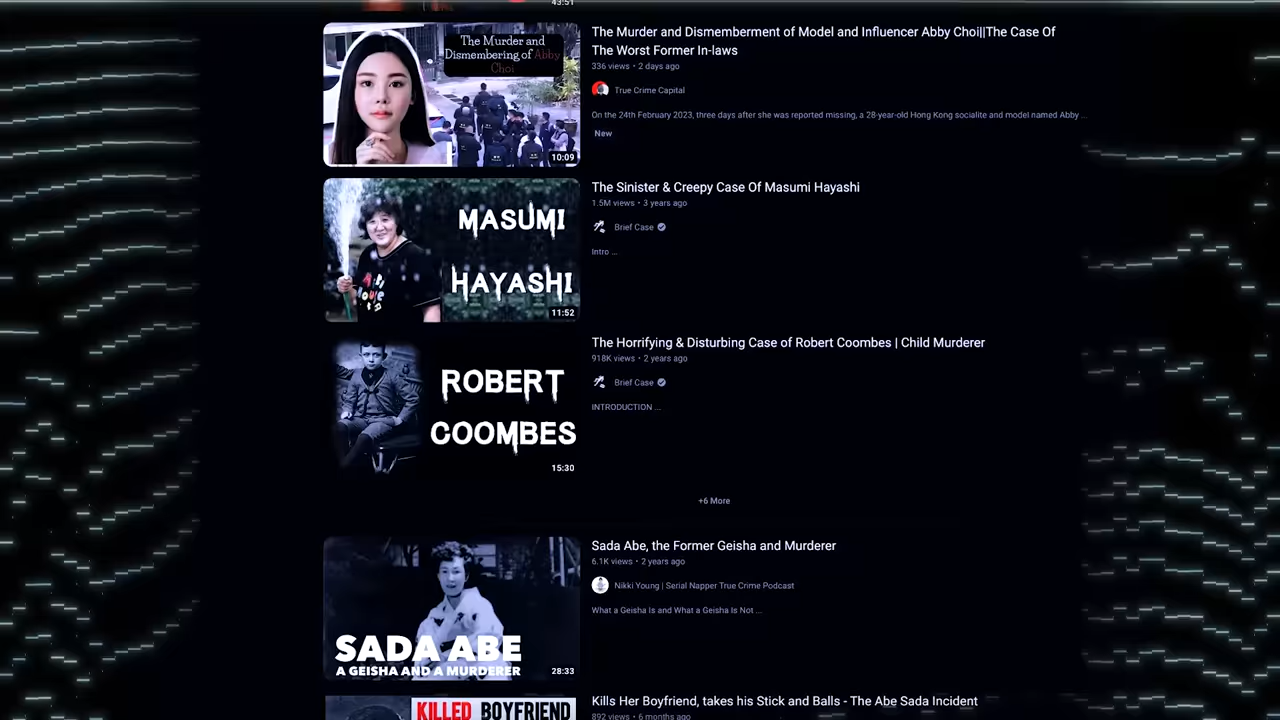 43:51
The Murder and
Dismembering of Abby
Choi
10:09
The Murder and Dismemberment of Model and Influencer Abby Choi||The Case Of
The Worst Former In-laws
336 views • 2 days ago
True Crime Capital
On the 24th February 2023, three days after she was reported missing, a 28-year-old Hong Kong socialite and model named Abby ...
New
MASUMI
HAYASHI
11:52
The Sinister & Creepy Case Of Masumi Hayashi
1.5M views • 3 years ago
Brief Case
Intro ...
ROBERT
COOMBES
15:30
The Horrifying & Disturbing Case of Robert Coombes | Child Murderer
918K views • 2 years ago
Brief Case
INTRODUCTION ...
+6 More
SADA ABE
A GEISHA AND A MURDERER
28:33
Sada Abe, the Former Geisha and Murderer
6.1K views • 2 years ago
Nikki Young | Serial Napper True Crime Podcast
What a Geisha Is and What a Geisha Is Not ...
KILLED BOYFRIEND
Kills Her Boyfriend, takes his Stick and Balls - The Abe Sada Incident
892 views • 6 months ago